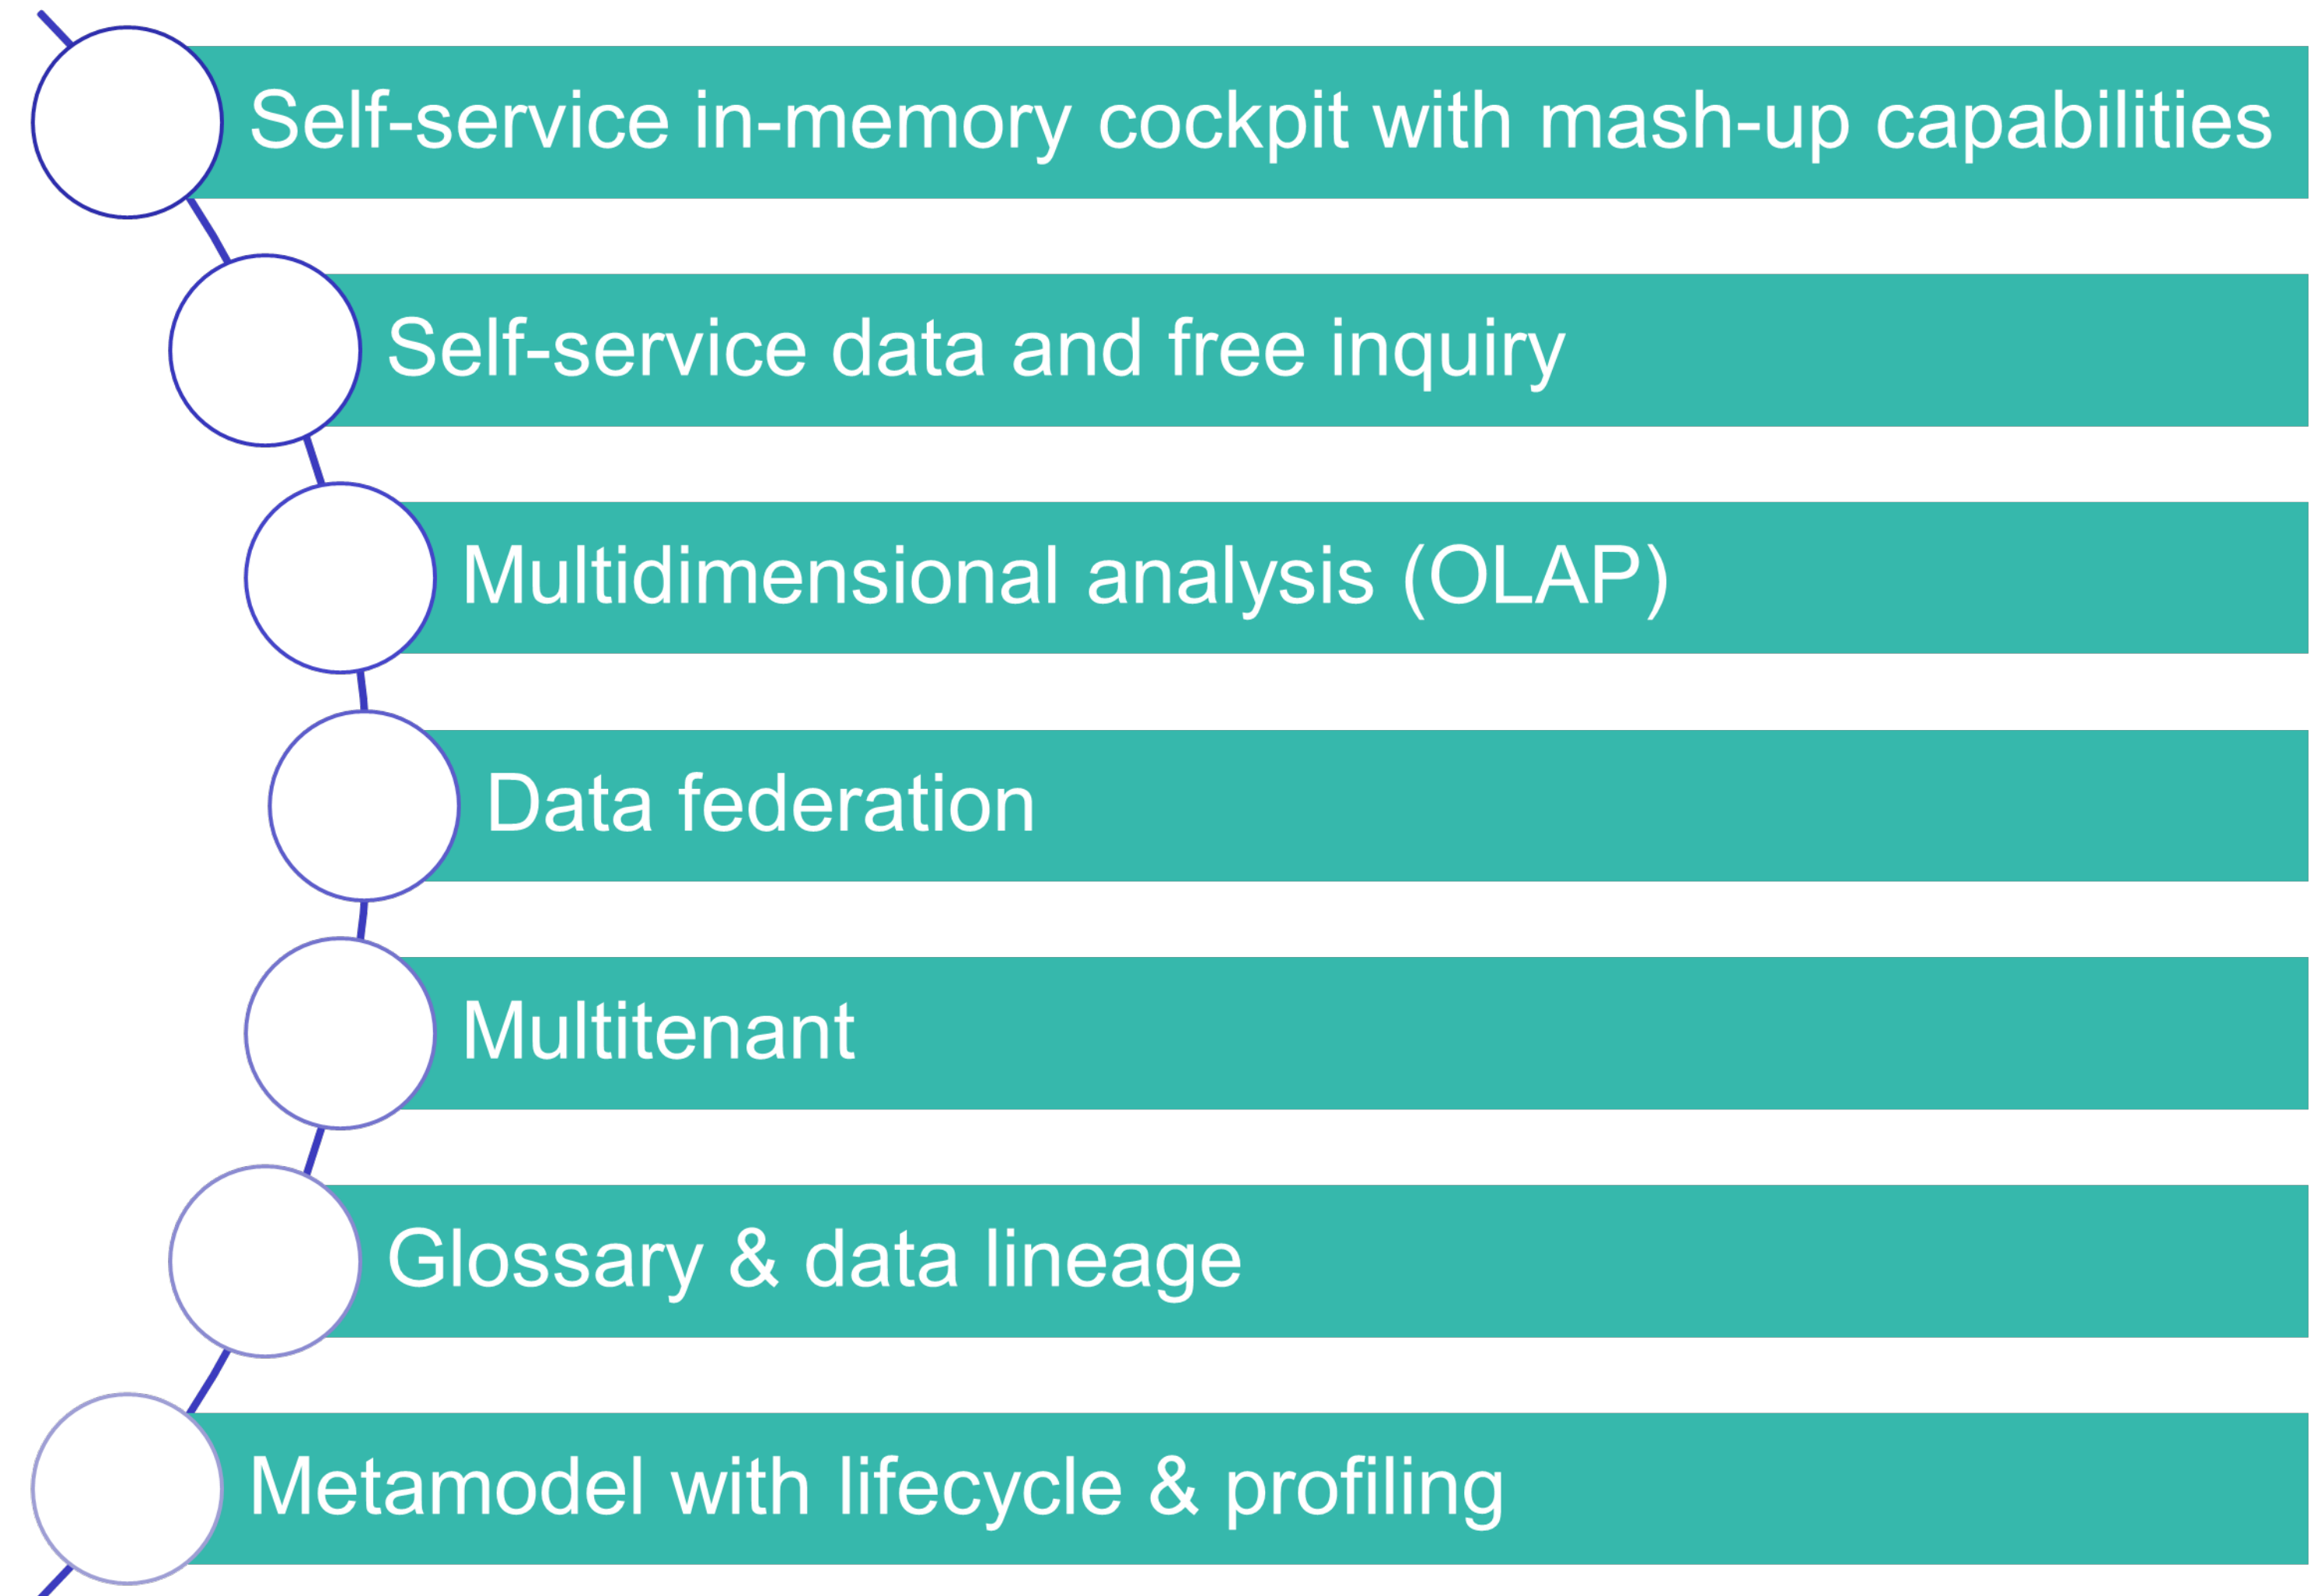 Self-service in-memory cockpit with mash-up capabilities
Self-service data and free inquiry
Multidimensional analysis (OLAP)
Data federation
Multitenant
Glossary & data lineage
Metamodel with lifecycle & profiling